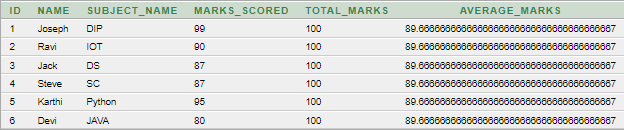 ID NAME SUBJECT_NAME MARKS_SCORED TOTAL_MARKS AVERAGE_MARKS
1 Joseph DIP 99 100 89.6666666666666666666666666666666666667
2 Ravi IOT 90 100 89.6666666666666666666666666666666666667
3 Jack DS 87 100 89.6666666666666666666666666666666666667
4 Steve SC 87 100 89.6666666666666666666666666666666666667
5 Karthi Python 95 100 89.6666666666666666666666666666666666667
6 Devi JAVA 80 100 89.6666666666666666666666666666666666667